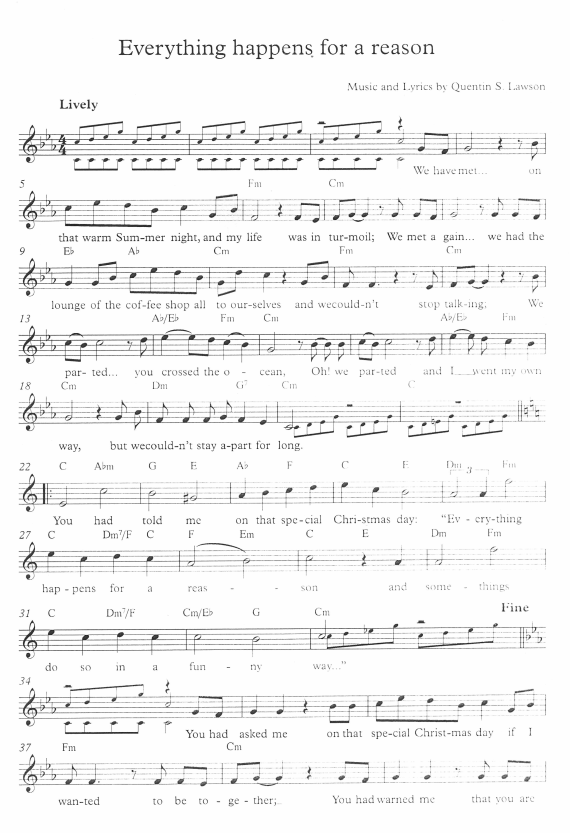 Everything happens for a reason
Music and Lyrics by Quentin S. Lawson
Lively
We have met... on
5 Fm Cm
that warm Sum-mer night, and my life was in tur-moil; We met a gain... we had the
9 E♭ A♭ Cm Fm Cm
lounge of the cof-fee shop all to our-selves and wecould-n't stop talk-ing. We
13 A♭/E♭ Fm Cm A♭/E♭ Fm
par- ted... you crossed the o - cean, Oh! we par-ted and I went my own
18 Cm Dm G7 Cm C
way, but wecould-n't stay a-part for long.
22 C A♭m G E A♭ F C E Dm 3 Fm
You had told me on that spe-cial Chri-stmas day: "Ev - ery-thing
27 C Dm7/F C F Em C E Dm Fm
hap - pens for a reas - son and some - things
31 C Dm7/F Cm/E♭ G Cm Fine
do so in a fun - ny way..."
34
You had asked me on that spe-cial Christ-mas day if I
37 Fm Cm
wan-ted to be to - ge - ther; You had warned me that you are